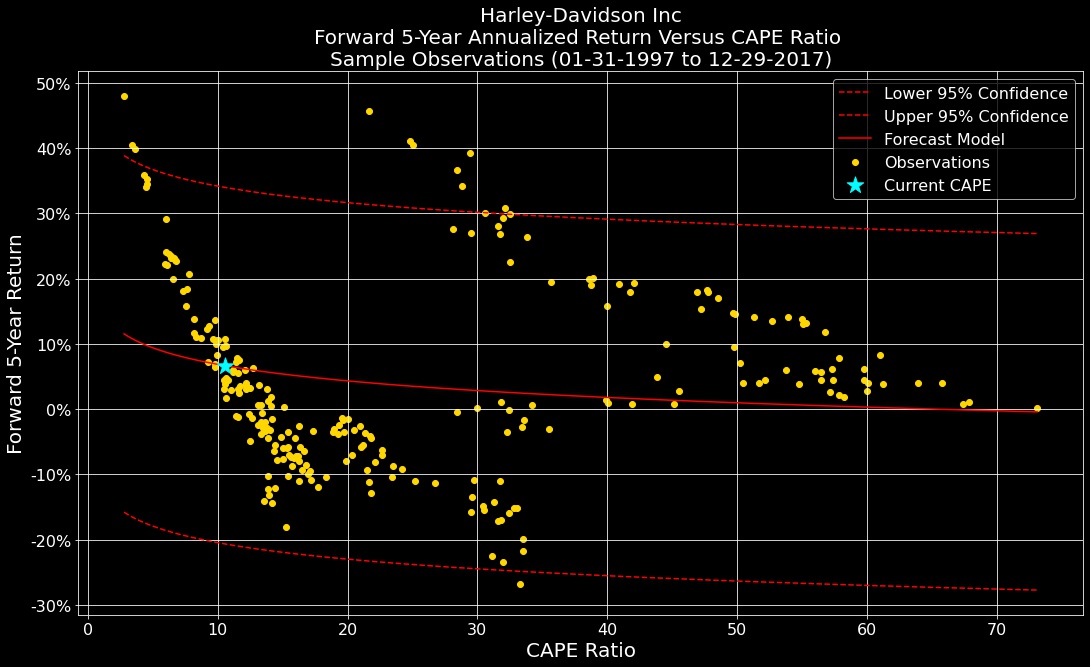 Harley-Davidson Inc
Forward 5-Year Annualized Return Versus CAPE Ratio
Sample Observations (01-31-1997 to 12-29-2017)
Lower 95% Confidence
Upper 95% Confidence
Forecast Model
Observations
Current CAPE
Forward 5-Year Return
50%
40%
30%
20%
10%
0%
-10%
-20%
-30%
0 10 20 30 40 50 60 70
CAPE Ratio